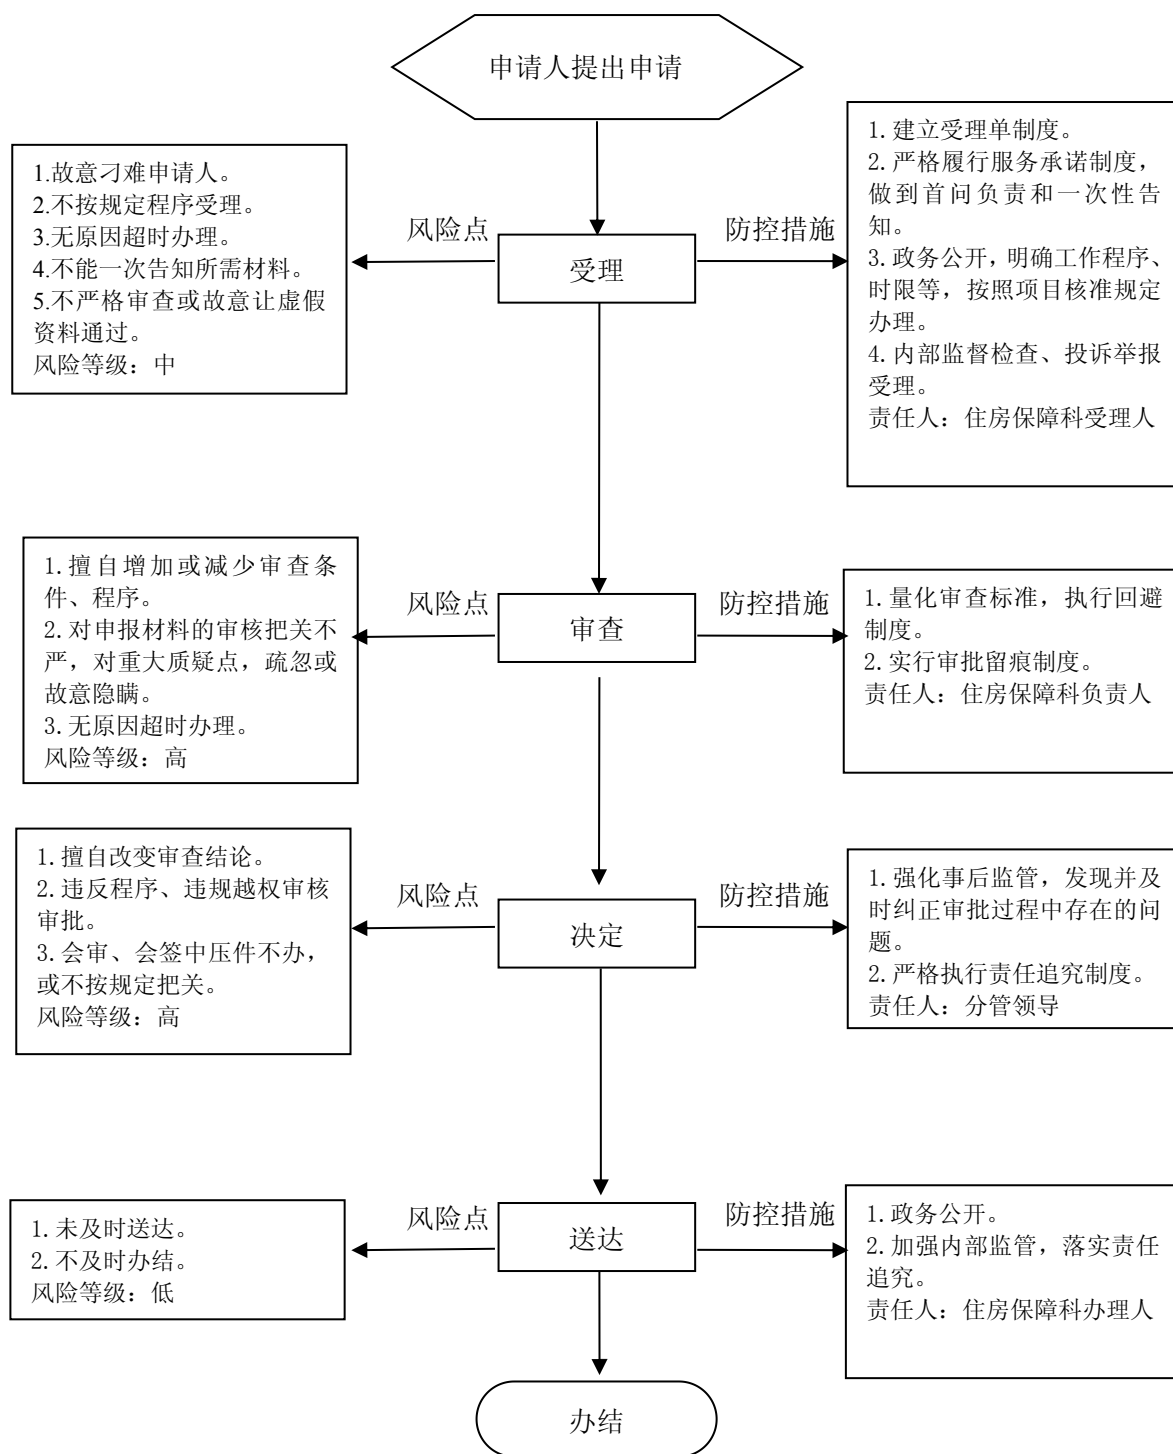 申请人提出申请
1.故意刁难申请人。
2.不按规定程序受理。
3.无原因超时办理。
4.不能一次告知所需材料。
5.不严格审查或故意让虚假
资料通过。
风险等级：中
风险点
受理
防控措施
1.建立受理单制度。
2.严格履行服务承诺制度，
做到首问负责和一次性告
知。
3.政务公开，明确工作程序、
时限等，按照项目核准规定
办理。
4.内部监督检查、投诉举报
受理。
责任人：住房保障科受理人
1.擅自增加或减少审查条
件、程序。
2.对申报材料的审核把关不
严，对重大质疑点，疏忽或
故意隐瞒。
3.无原因超时办理。
风险等级：高
风险点
审查
防控措施
1.量化审查标准，执行回避
制度。
2.实行审批留痕制度。
责任人：住房保障科负责人
1.擅自改变审查结论。
2.违反程序、违规越权审核
审批。
3.会审、会签中压件不办，
或不按规定把关。
风险等级：高
风险点
决定
防控措施
1.强化事后监管，发现并及
时纠正审批过程中存在的问
题。
2.严格执行责任追究制度。
责任人：分管领导
1.未及时送达。
2.不及时办结。
风险等级：低
风险点
送达
防控措施
1.政务公开。
2.加强内部监管，落实责任
追究。
责任人：住房保障科办理人
办结